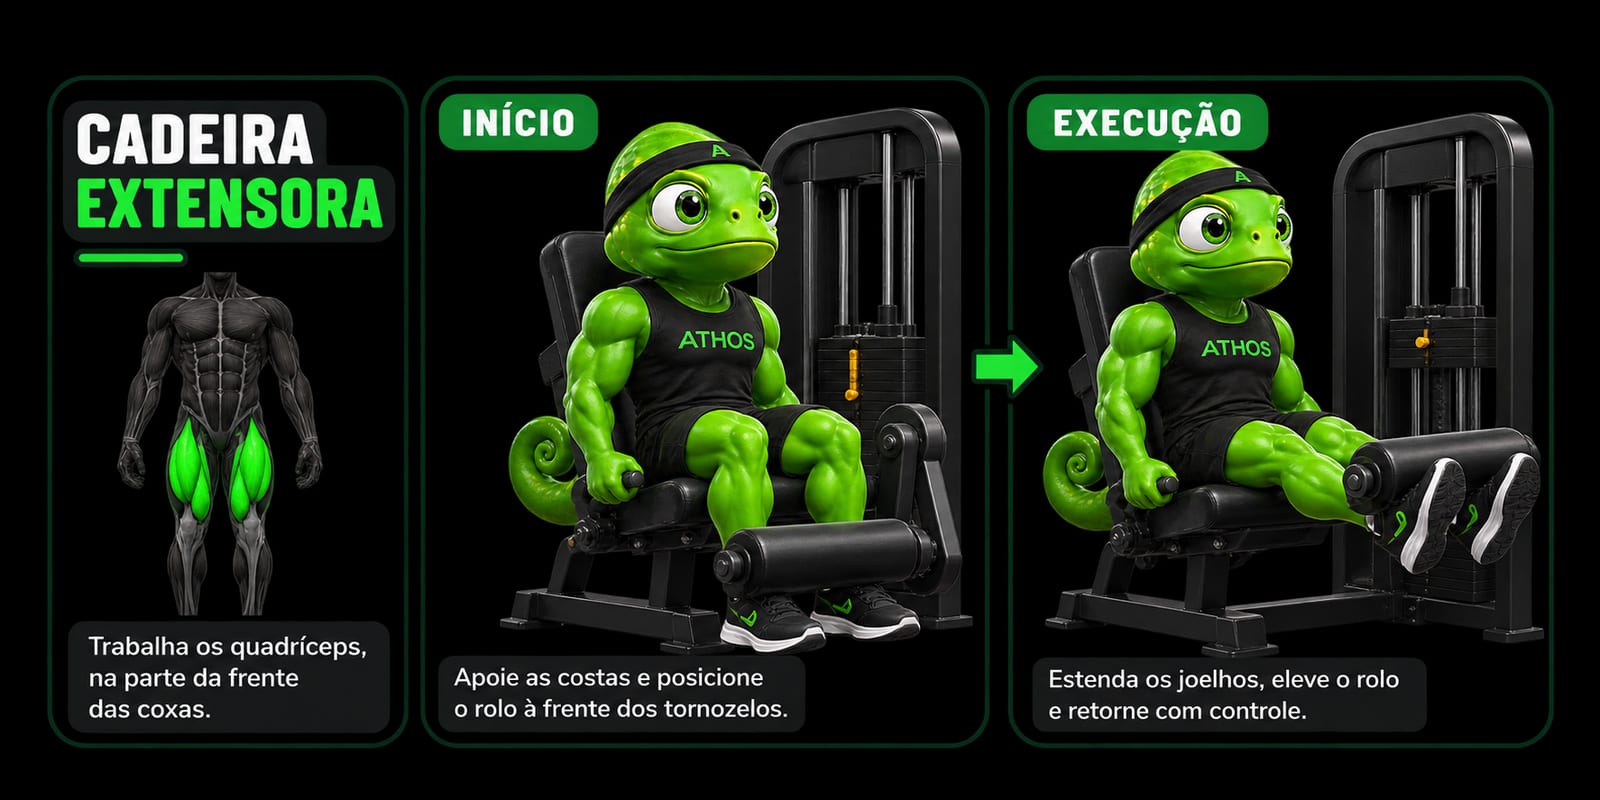 CADEIRA
EXTENSORA
Trabalha os quadríceps,
na parte da frente
das coxas.
INÍCIO
A
ATHOS
Apoie as costas e posicione
o rolo à frente dos tornozelos.
EXECUÇÃO
A
ATHOS
Estenda os joelhos, eleve o rolo
e retorne com controle.